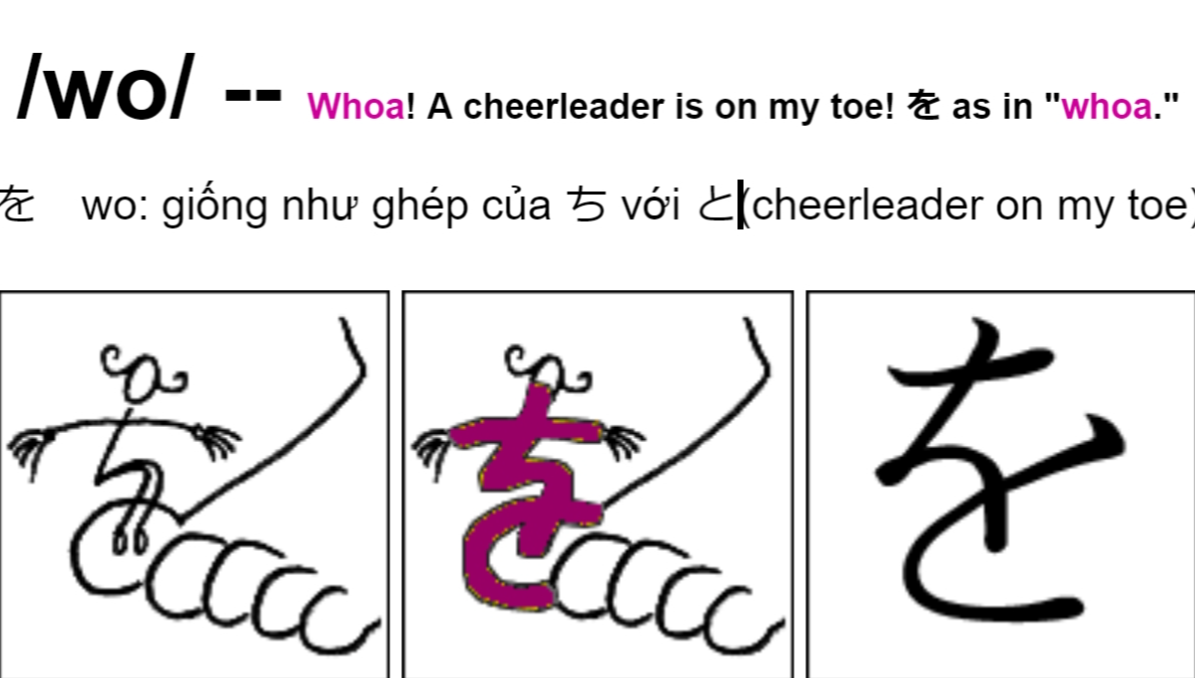 /wo/ -- Whoa! A cheerleader is on my toe! を as in "whoa."
を　wo: giống như ghép của ち với と(cheerleader on my toe)
を